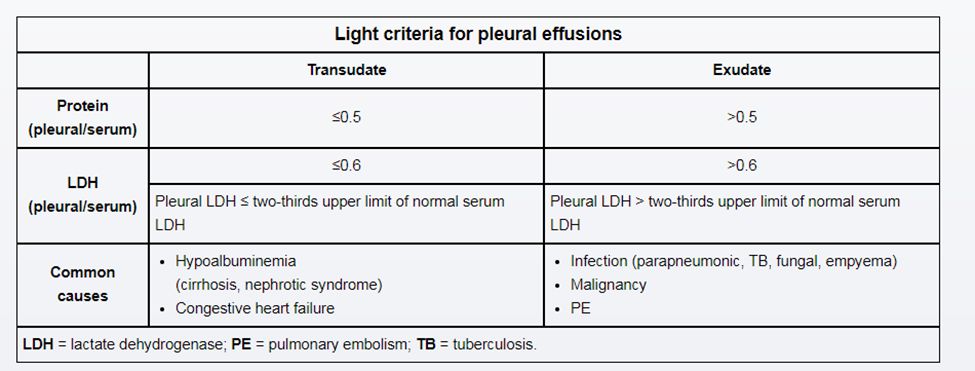 Light criteria for pleural effusions
Transudate
Exudate
Protein
(pleural/serum)
≤0.5
>0.5
LDH
(pleural/serum)
≤0.6
>0.6
Pleural LDH ≤ two-thirds upper limit of normal serum
LDH
Pleural LDH > two-thirds upper limit of normal serum
LDH
Common
causes
• Hypoalbuminemia
(cirrhosis, nephrotic syndrome)
• Congestive heart failure
• Infection (parapneumonic, TB, fungal, empyema)
• Malignancy
• PE
LDH = lactate dehydrogenase; PE = pulmonary embolism; TB = tuberculosis.